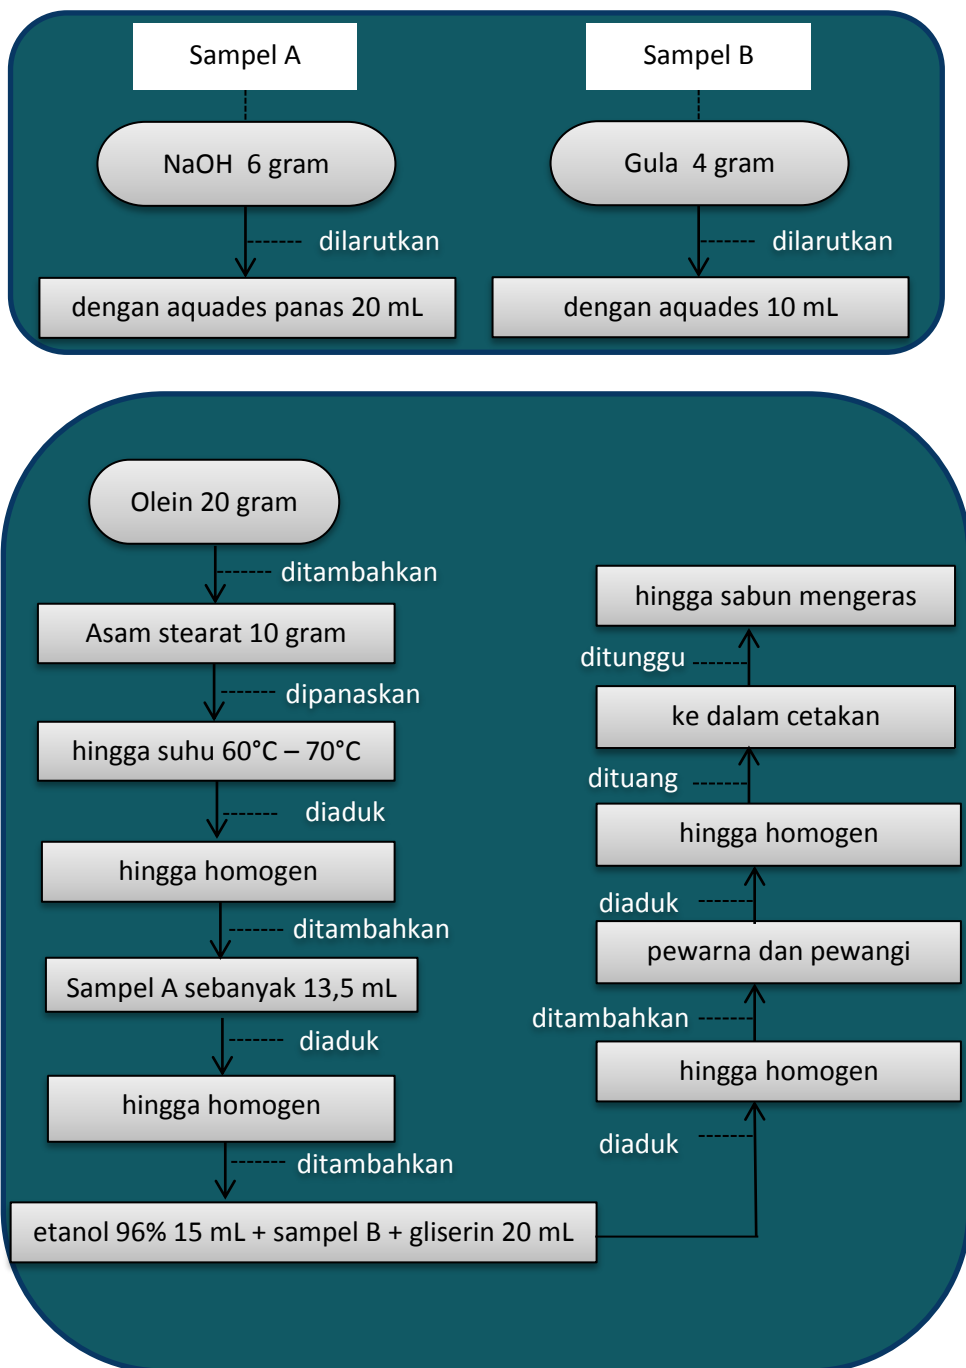 Sampel A
NaOH 6 gram
dilarutkan
dengan aquades panas 20 mL
Sampel B
Gula 4 gram
dilarutkan
dengan aquades 10 mL
Olein 20 gram
ditambahkan
Asam stearat 10 gram
dipanaskan
hingga suhu 60°C – 70°C
diaduk
hingga homogen
ditambahkan
Sampel A sebanyak 13,5 mL
diaduk
hingga homogen
ditambahkan
etanol 96% 15 mL + sampel B + gliserin 20 mL
diaduk
hingga homogen
ditambahkan
pewarna dan pewangi
diaduk
hingga homogen
dituang
ke dalam cetakan
ditunggu
hingga sabun mengeras